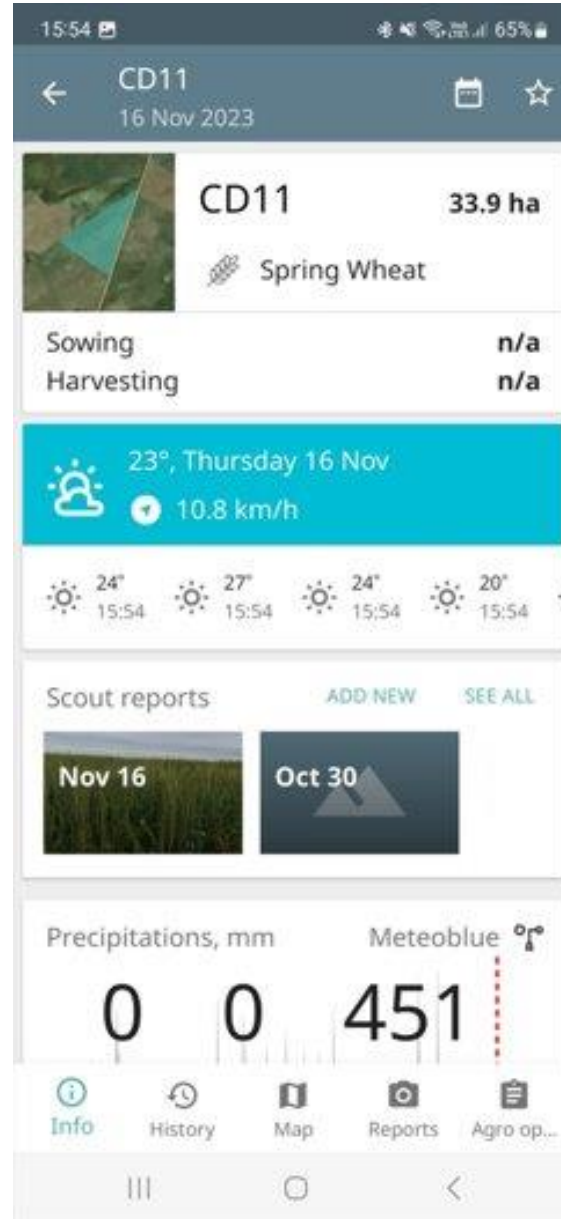 15:54 65%
CD11
16 Nov 2023
CD11 33.9 ha
Spring Wheat
Sowing n/a
Harvesting n/a
23°, Thursday 16 Nov
10.8 km/h
24° 27° 24° 20°
15:54 15:54 15:54 15:54
Scout reports ADD NEW SEE ALL
Nov 16 Oct 30
Precipitations, mm Meteoblue
0 0 451
Info History Map Reports Agro op...